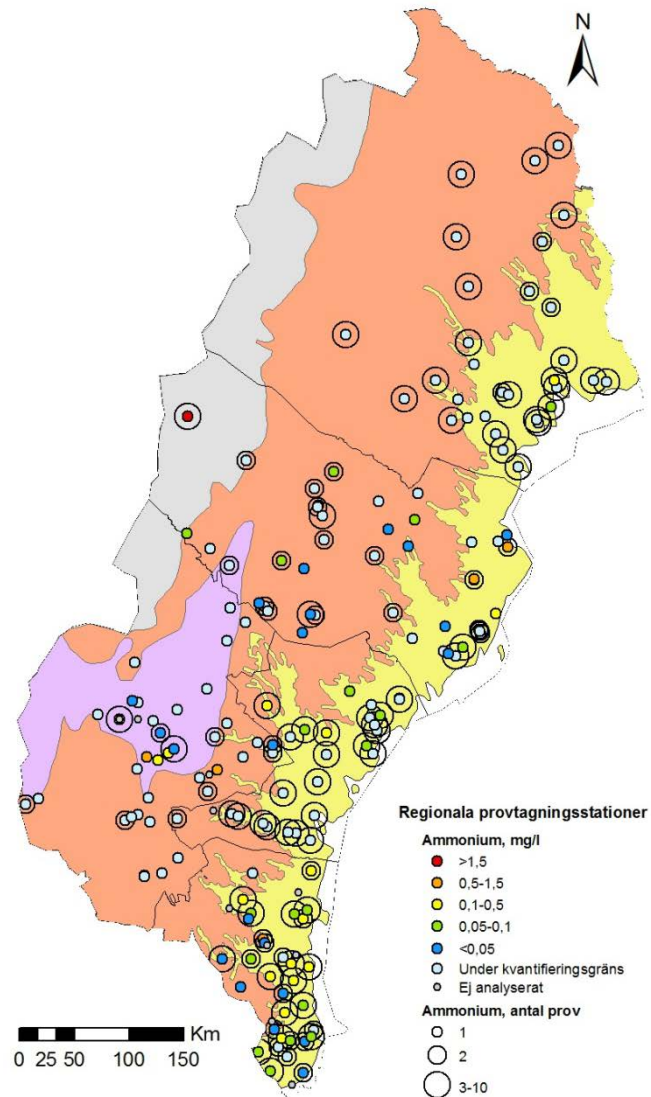 N
Regionala provtagningsstationer
Ammonium, mg/l
>1,5
0,5-1,5
0,1-0,5
0,05-0,1
<0,05
Under kvantifieringsgräns
Ej analyserat
Ammonium, antal prov
1
2
3-10
Km
0 25 50 100 150